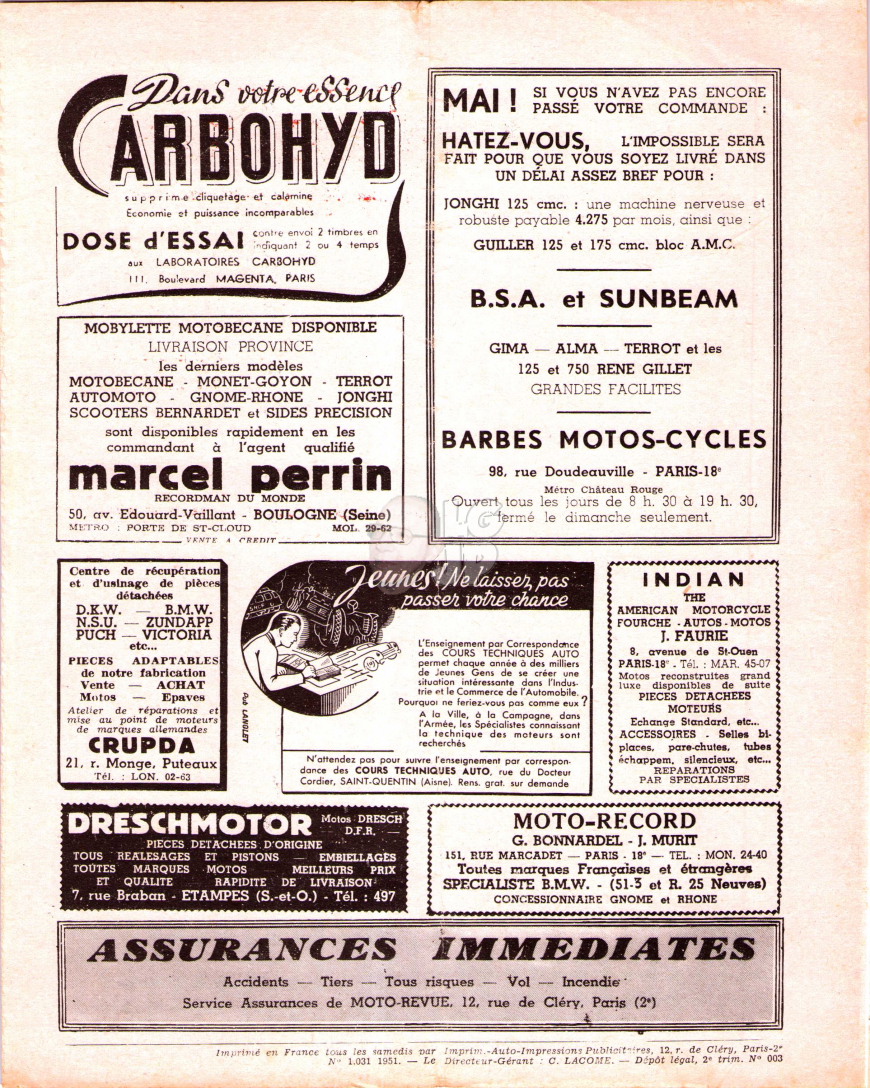 Dans votre essence
CARBOHYD
supprime cliquetage et calamine
Economie et puissance incomparables
DOSE d'ESSAI contre envoi 2 timbres en
indiquant 2 ou 4 temps
aux LABORATOIRES CARBOHYD
111, Boulevard MAGENTA, PARIS
MOBYLETTE MOTOBECANE DISPONIBLE
LIVRAISON PROVINCE
les derniers modèles
MOTOBECANE - MONET-GOYON - TERROT
AUTOMOTO - GNOME-RHONE - JONGHI
SCOOTERS BERNARDET et SIDES PRECISION
sont disponibles rapidement en les
commandant à l'agent qualifié
marcel perrin
RECORDMAN DU MONDE
50, av. Edouard-Vaillant - BOULOGNE (Seine)
METRO : PORTE DE ST-CLOUD MOL. 29-62
VENTE A CREDIT
MAI ! SI VOUS N'AVEZ PAS ENCORE
PASSÉ VOTRE COMMANDE :
HATEZ-VOUS, L'IMPOSSIBLE SERA
FAIT POUR QUE VOUS SOYEZ LIVRÉ DANS
UN DÉLAI ASSEZ BREF POUR :
JONGHI 125 cmc. : une machine nerveuse et
robuste payable 4.275 par mois, ainsi que :
GUILLER 125 et 175 cmc. bloc A.M.C.
B.S.A. et SUNBEAM
GIMA — ALMA — TERROT et les
125 et 750 RENE GILLET
GRANDES FACILITES
BARBES MOTOS-CYCLES
98, rue Doudeauville - PARIS-18e
Métro Château Rouge
Ouvert tous les jours de 8 h. 30 à 19 h. 30,
fermé le dimanche seulement.
Centre de récupération
et d'usinage de pièces
détachées
D.K.W. — B.M.W.
N.S.U. — ZUNDAPP
PUCH — VICTORIA
etc...
PIECES ADAPTABLES
de notre fabrication
Vente — ACHAT
Motos — Epaves
Atelier de réparations et
mise au point de moteurs
de marques allemandes
CRUPDA
21, r. Monge, Puteaux
Tél. : LON. 02-63
Jeunes! Ne laissez pas
passer votre chance
L'Enseignement par Correspondance
des COURS TECHNIQUES AUTO
permet chaque année à des milliers
de Jeunes Gens de se créer une
situation intéressante dans l'Indus-
trie et le Commerce de l'Automobile.
Pourquoi ne feriez-vous pas comme eux ?
A la Ville, à la Campagne, dans
l'Armée, les Spécialistes connaissant
la technique des moteurs sont
recherchés
Pub LANGLET
N'attendez pas pour suivre l'enseignement par correspon-
dance des COURS TECHNIQUES AUTO, rue du Docteur
Cordier, SAINT-QUENTIN (Aisne). Rens. grat. sur demande
INDIAN
THE
AMERICAN MOTORCYCLE
FOURCHE - AUTOS - MOTOS
J. FAURIE
8, avenue de St-Ouen
PARIS-18e - Tél. : MAR. 45-07
Motos reconstruites grand
luxe disponibles de suite
PIECES DETACHEES
MOTEURS
Echange Standard, etc...
ACCESSOIRES - Selles bi-
places, pare-chutes, tubes
échappem, silencieux, etc...
REPARATIONS
PAR SPECIALISTES
DRESCHMOTOR Motos DRESCH
D.F.R. —
PIECES DETACHEES D'ORIGINE
TOUS REALESAGES ET PISTONS — EMBIELLAGES
TOUTES MARQUES MOTOS — MEILLEURS PRIX
ET QUALITE — RAPIDITE DE LIVRAISON
7, rue Braban - ETAMPES (S.-et-O.) - Tél. : 497
MOTO-RECORD
G. BONNARDEL - J. MURIT
151, RUE MARCADET — PARIS - 18e — TEL. : MON. 24-40
Toutes marques Françaises et étrangères
SPECIALISTE B.M.W. - (51-3 et R. 25 Neuves)
CONCESSIONNAIRE GNOME et RHONE
ASSURANCES IMMEDIATES
Accidents — Tiers — Tous risques — Vol — Incendie
Service Assurances de MOTO-REVUE, 12, rue de Cléry, Paris (2e)
Imprimé en France tous les samedis par Imprim.-Auto-Impressions Publicitaires, 12, r. de Cléry, Paris-2e
N° 1.031 1951. — Le Directeur-Gérant : C. LACOME. — Dépôt légal, 2e trim. N° 003